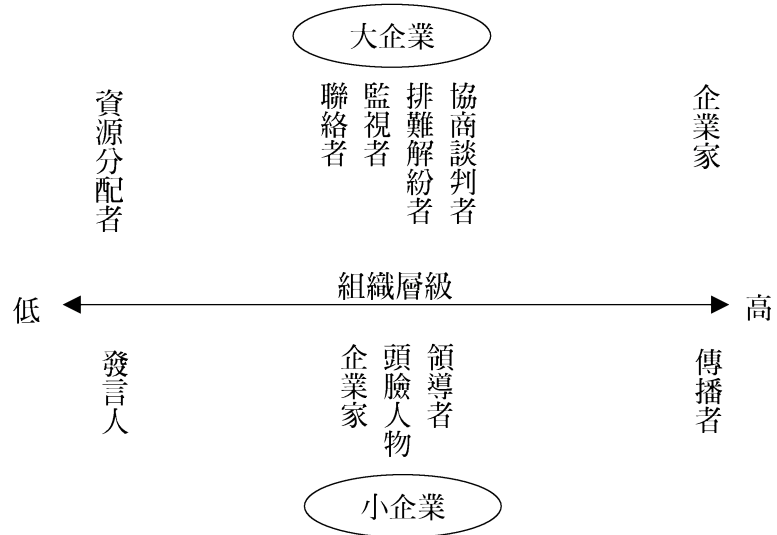 大企業
資源分配者
聯絡者
監視者
排難解紛者
協商談判者
企業家
組織層級
低
高
發言人
企業家
頭臉人物
領導者
傳播者
小企業